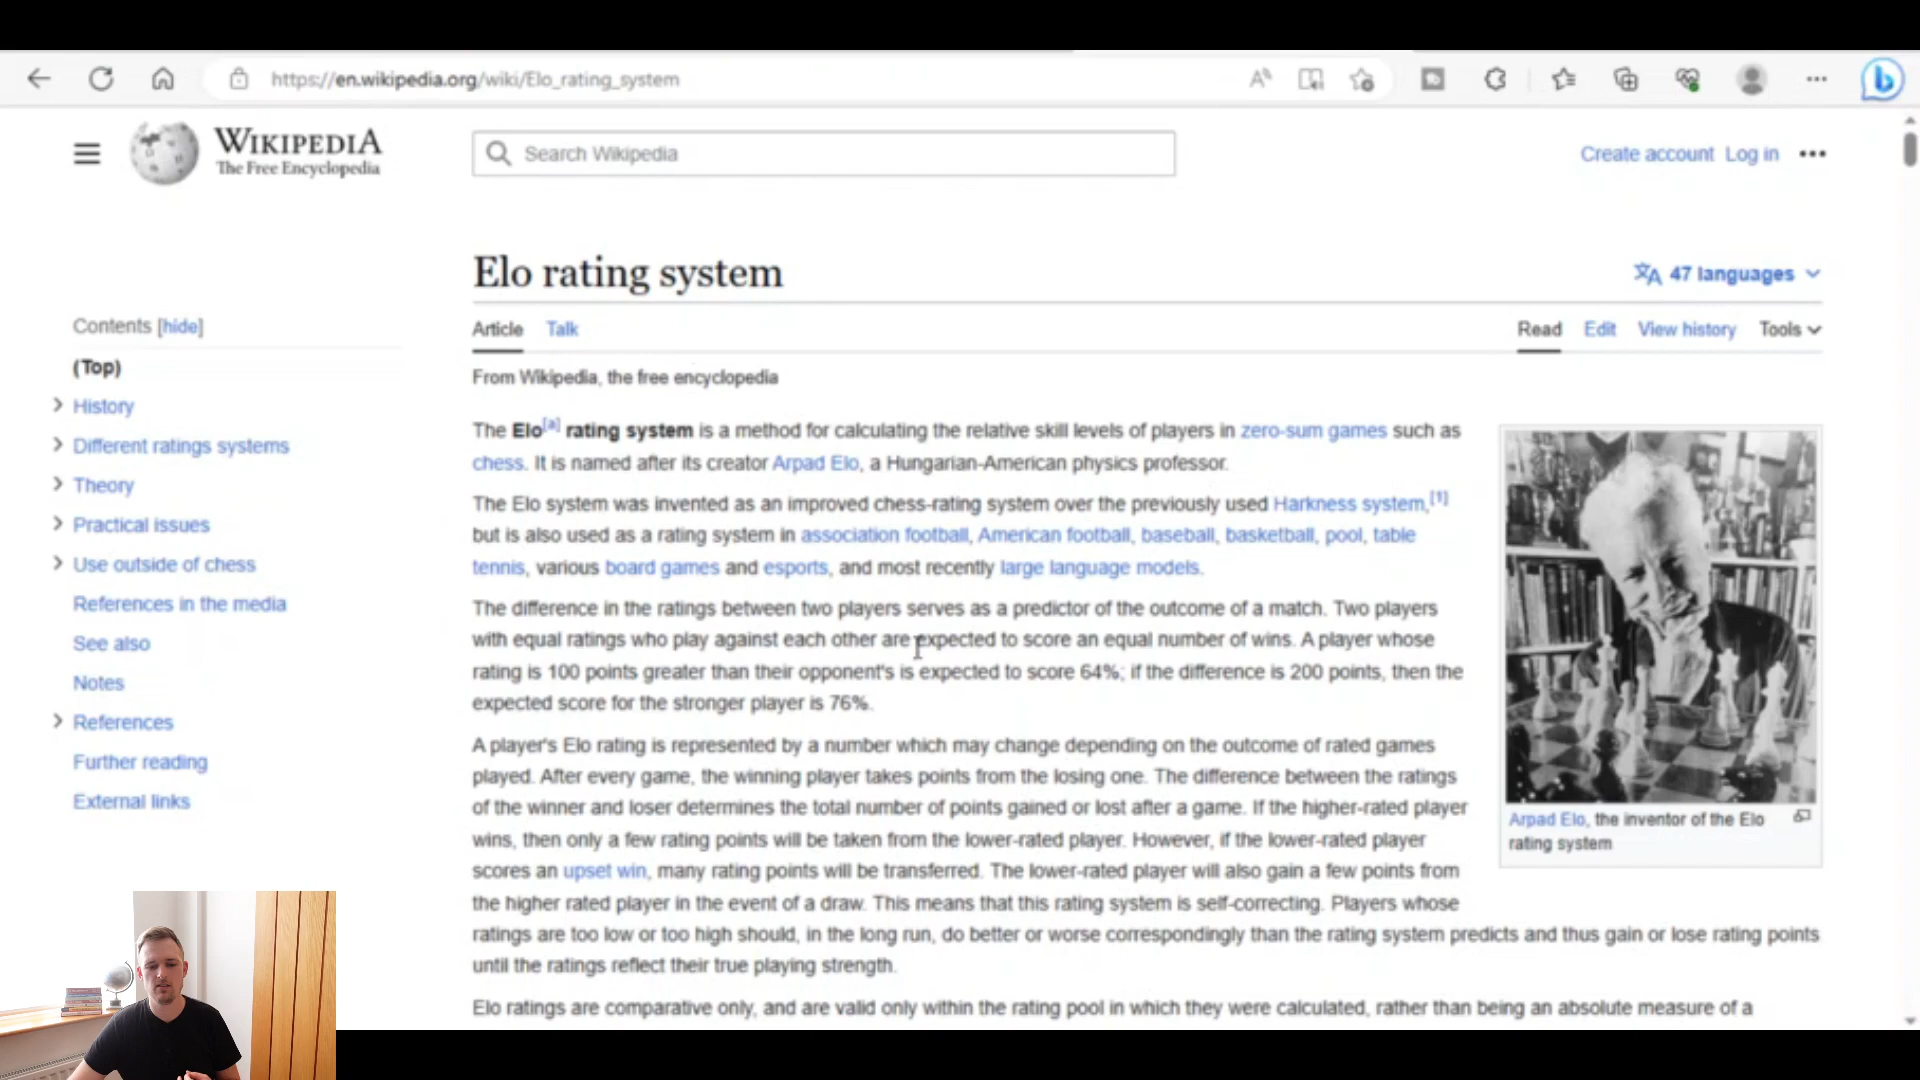 https://en.wikipedia.org/wiki/Elo_rating_system
WIKIPEDIA
The Free Encyclopedia
Search Wikipedia
Create account Log in
Elo rating system
47 languages
Article Talk
Read Edit View history Tools
Contents [hide]
(Top)
History
Different ratings systems
Theory
Practical issues
Use outside of chess
References in the media
See also
Notes
References
Further reading
External links
From Wikipedia, the free encyclopedia
The Elo[a] rating system is a method for calculating the relative skill levels of players in zero-sum games such as
chess. It is named after its creator Arpad Elo, a Hungarian-American physics professor.
The Elo system was invented as an improved chess-rating system over the previously used Harkness system,[1]
but is also used as a rating system in association football, American football, baseball, basketball, pool, table
tennis, various board games and esports, and most recently large language models.
The difference in the ratings between two players serves as a predictor of the outcome of a match. Two players
with equal ratings who play against each other are expected to score an equal number of wins. A player whose
rating is 100 points greater than their opponent's is expected to score 64%; if the difference is 200 points, then the
expected score for the stronger player is 76%.
A player's Elo rating is represented by a number which may change depending on the outcome of rated games
played. After every game, the winning player takes points from the losing one. The difference between the ratings
of the winner and loser determines the total number of points gained or lost after a game. If the higher-rated player
wins, then only a few rating points will be taken from the lower-rated player. However, if the lower-rated player
scores an upset win, many rating points will be transferred. The lower-rated player will also gain a few points from
the higher rated player in the event of a draw. This means that this rating system is self-correcting. Players whose
ratings are too low or too high should, in the long run, do better or worse correspondingly than the rating system predicts and thus gain or lose rating points
until the ratings reflect their true playing strength.
Elo ratings are comparative only, and are valid only within the rating pool in which they were calculated, rather than being an absolute measure of a
Arpad Elo, the inventor of the Elo
rating system